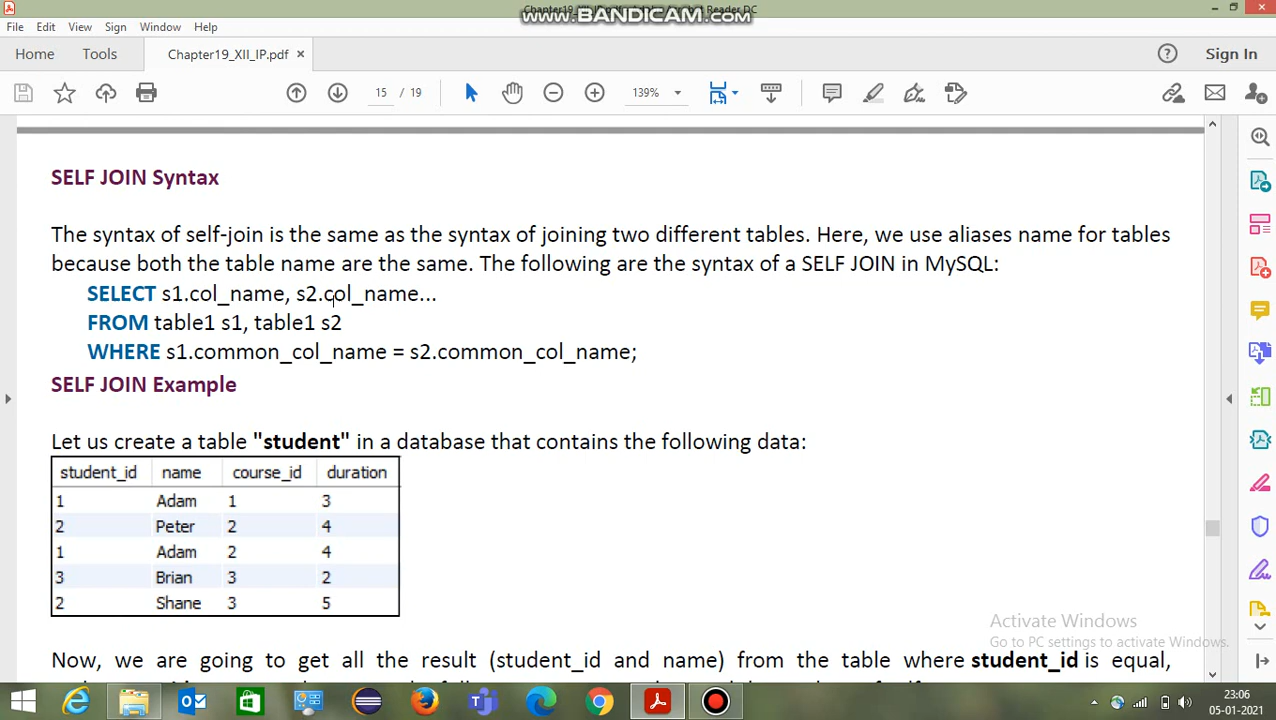 www.BANDICAM.com
Reader DC
File Edit View Sign Window Help
Home Tools Chapter19_XII_IP.pdf × Sign In
15 / 19 139%
SELF JOIN Syntax
The syntax of self-join is the same as the syntax of joining two different tables. Here, we use aliases name for tables
because both the table name are the same. The following are the syntax of a SELF JOIN in MySQL:
SELECT s1.col_name, s2.col_name...
FROM table1 s1, table1 s2
WHERE s1.common_col_name = s2.common_col_name;
SELF JOIN Example
Let us create a table "student" in a database that contains the following data:
student_id name course_id duration
1 Adam 1 3
2 Peter 2 4
1 Adam 2 4
3 Brian 3 2
2 Shane 3 5
Activate Windows
Go to PC settings to activate Windows.
Now, we are going to get all the result (student_id and name) from the table where student_id is equal,
23:06
05-01-2021